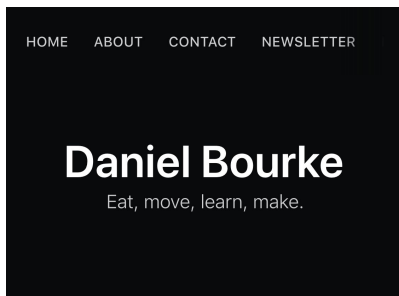 HOME ABOUT CONTACT NEWSLETTER
Daniel Bourke
Eat, move, learn, make.